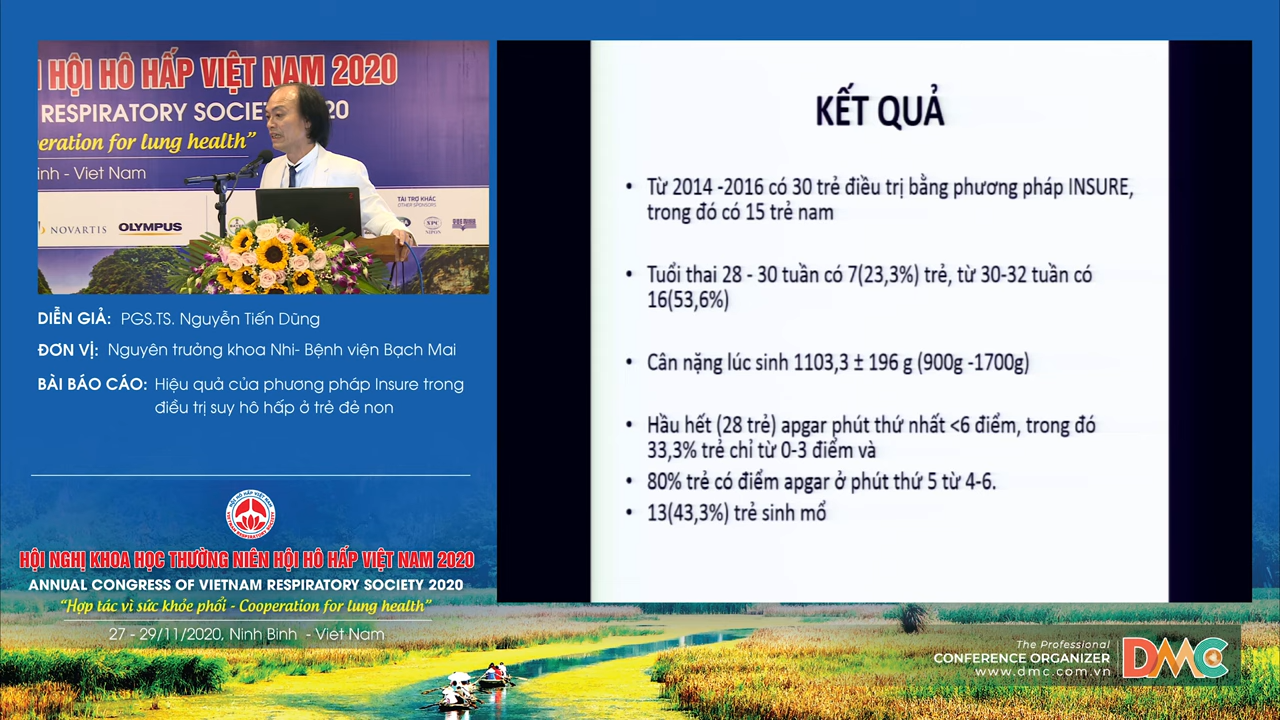 HỘI HÔ HẤP VIỆT NAM 2020
RESPIRATORY SOCIETY 2020
eration for lung health”
inh - Viet Nam
TÀI TRỢ KHÁC
OTHER SPONSORS
NOVARTIS
OLYMPUS
DIỄN GIẢ: PGS.TS. Nguyễn Tiến Dũng
ĐƠN VỊ: Nguyên trưởng khoa Nhi- Bệnh viện Bạch Mai
BÀI BÁO CÁO: Hiệu quả của phương pháp Insure trong
điều trị suy hô hấp ở trẻ đẻ non
HỘI NGHỊ KHOA HỌC THƯỜNG NIÊN HỘI HÔ HẤP VIỆT NAM 2020
ANNUAL CONGRESS OF VIETNAM RESPIRATORY SOCIETY 2020
“Hợp tác vì sức khỏe phổi - Cooperation for lung health”
27 - 29/11/2020, Ninh Bình - Việt Nam
KẾT QUẢ
• Từ 2014 -2016 có 30 trẻ điều trị bằng phương pháp INSURE,
trong đó có 15 trẻ nam
• Tuổi thai 28 - 30 tuần có 7(23,3%) trẻ, từ 30-32 tuần có
16(53,6%)
• Cân nặng lúc sinh 1103,3 ± 196 g (900g -1700g)
• Hầu hết (28 trẻ) apgar phút thứ nhất <6 điểm, trong đó
33,3% trẻ chỉ từ 0-3 điểm và
• 80% trẻ có điểm apgar ở phút thứ 5 từ 4-6.
• 13(43,3%) trẻ sinh mổ
The Professional
CONFERENCE ORGANIZER
www.dmc.com.vn
DMC